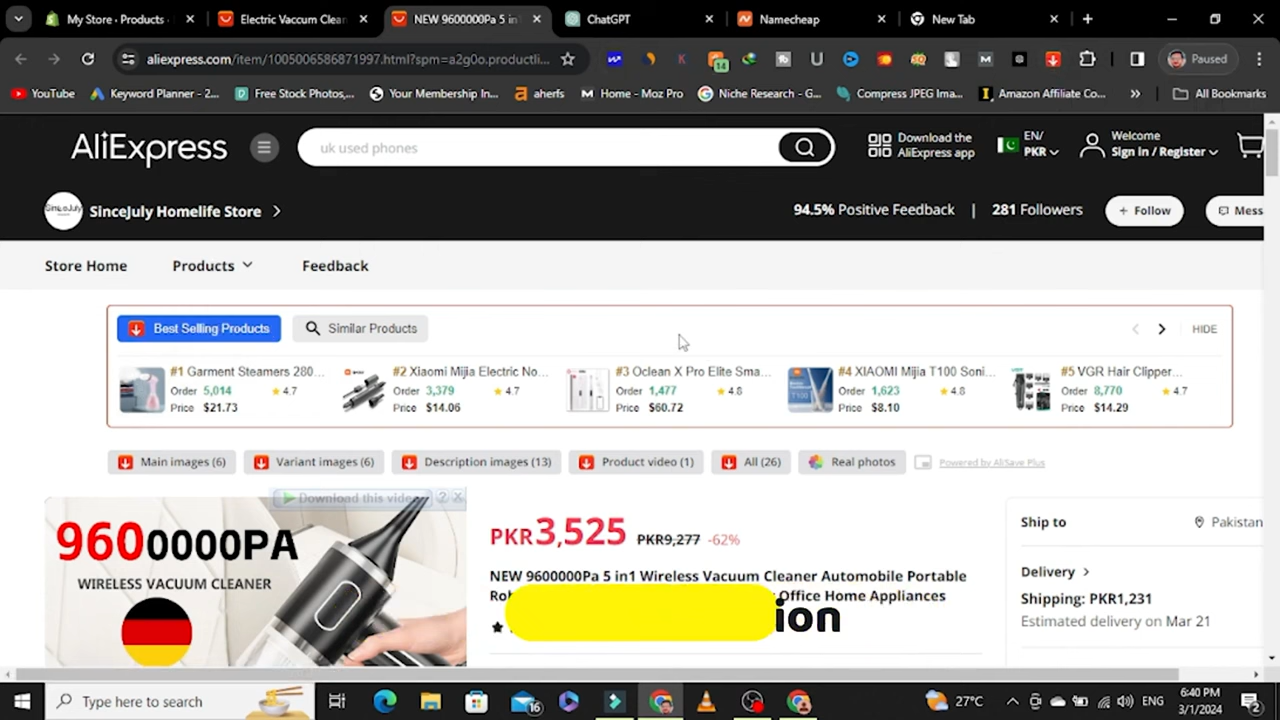 My Store · Products ·
Electric Vaccum Clea
NEW 9600000Pa 5 in
ChatGPT
Namecheap
New Tab
aliexpress.com/item/1005006586871997.html?spm=a2g0o.productli...
14
Paused
YouTube
Keyword Planner - 2...
Free Stock Photos,...
Your Membership In...
aherfs
Home - Moz Pro
Niche Research - G...
Compress JPEG Ima...
Amazon Affiliate Co...
All Bookmarks
AliExpress
uk used phones
Download the
AliExpress app
EN/
PKR
Welcome
Sign in / Register
SinceJuly Homelife Store
94.5% Positive Feedback | 281 Followers
+ Follow
Mess
Store Home
Products
Feedback
Best Selling Products
Similar Products
HIDE
#1 Garment Steamers 280...
Order 5,014 4.7
Price $21.73
#2 Xiaomi Mijia Electric No...
Order 3,379 4.7
Price $14.06
#3 Oclean X Pro Elite Sma...
Order 1,477 4.8
Price $60.72
#4 XIAOMI Mijia T100 Soni...
Order 1,623 4.8
Price $8.10
#5 VGR Hair Clipper...
Order 8,770 4.7
Price $14.29
Main images (6)
Variant images (6)
Description images (13)
Product video (1)
All (26)
Real photos
Powered by AliSave Plus
Download this video
? X
9600000PA
WIRELESS VACUUM CLEANER
PKR3,525 PKR9,277 -62%
NEW 9600000Pa 5 in1 Wireless Vacuum Cleaner Automobile Portable
Office Home Appliances
ion
Ship to
Pakistan
Delivery
Shipping: PKR1,231
Estimated delivery on Mar 21
Type here to search
16
27°C
ENG
6:40 PM
3/1/2024
2